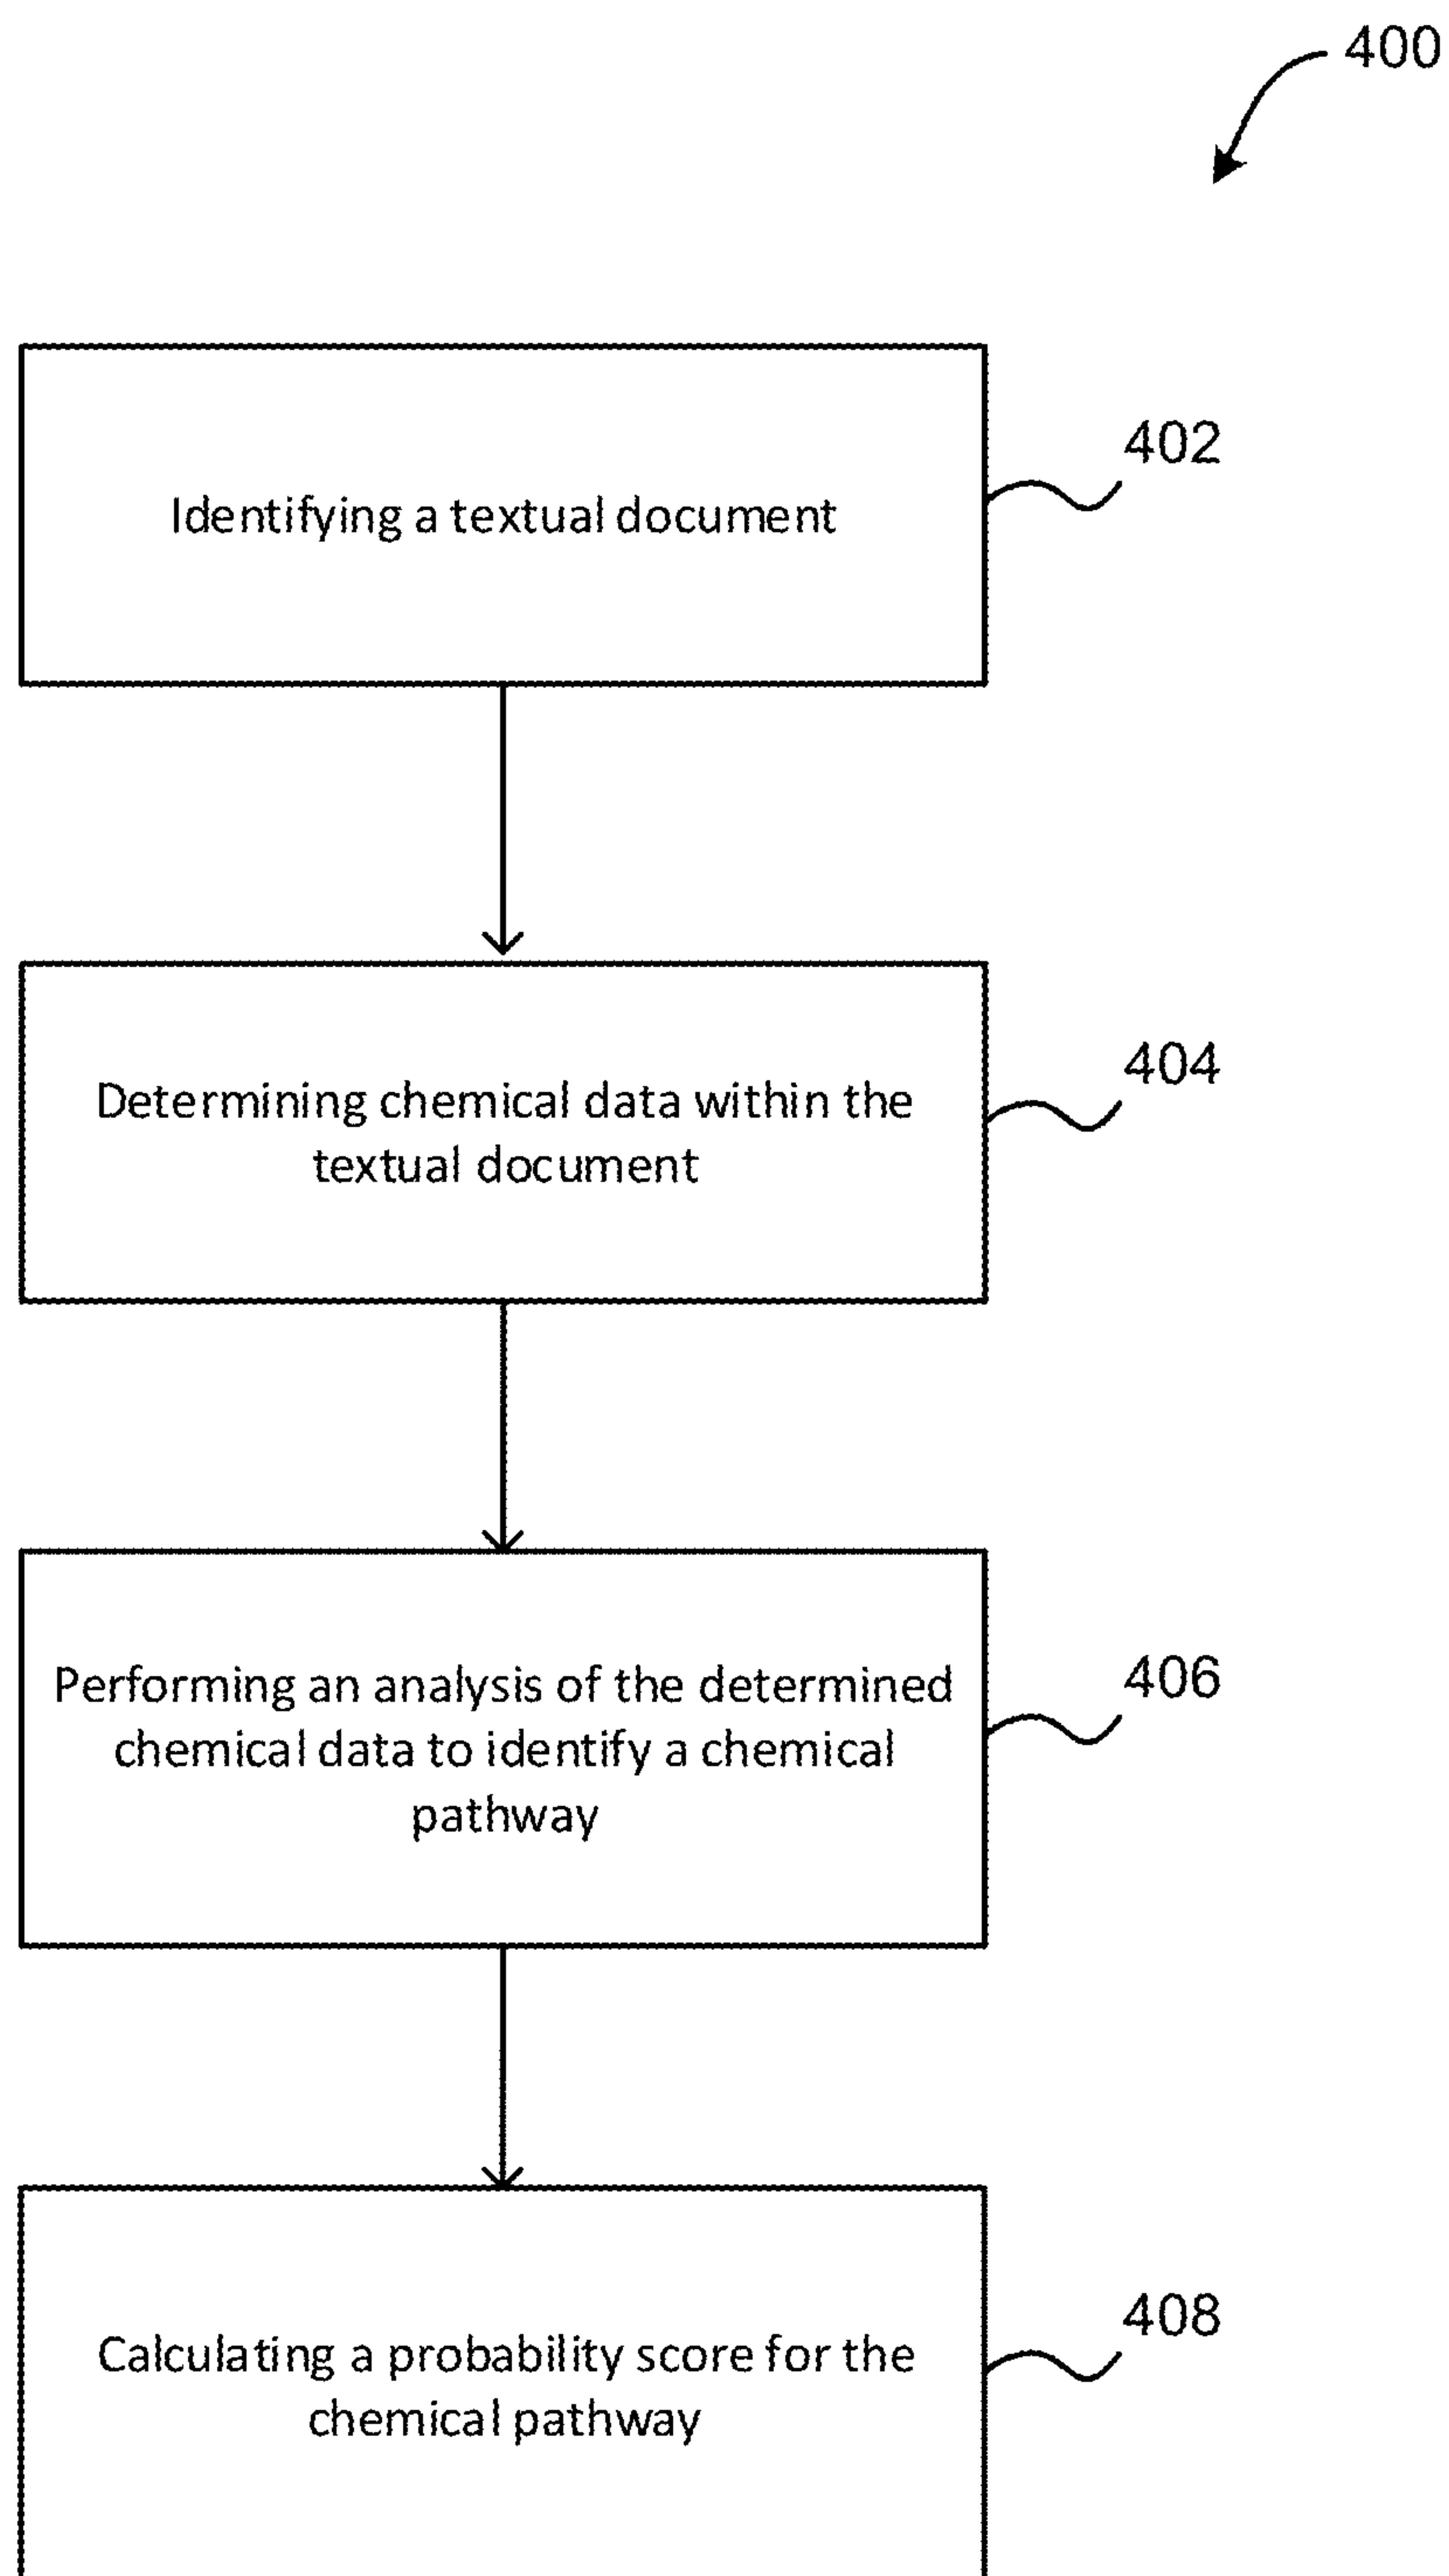 400
Identifying a textual document
402
Determining chemical data within the
textual document
404
Performing an analysis of the determined
chemical data to identify a chemical
pathway
406
Calculating a probability score for the
chemical pathway
408